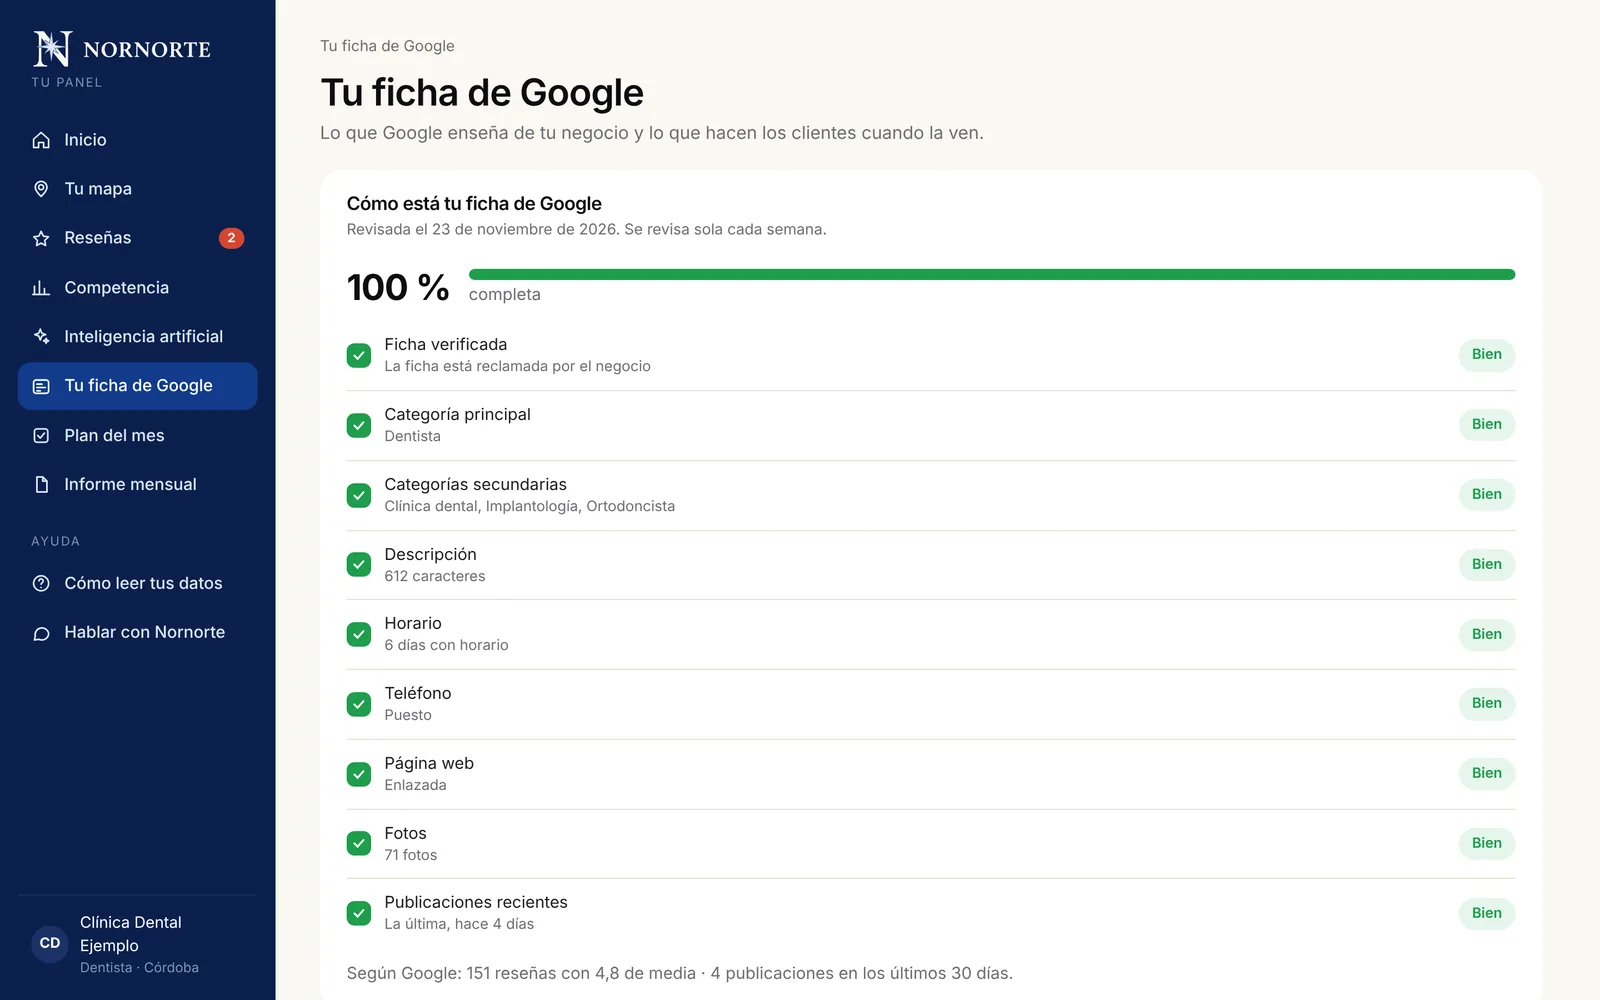 NORNORTE
TU PANEL
Inicio
Tu mapa
Reseñas
2
Competencia
Inteligencia artificial
Tu ficha de Google
Plan del mes
Informe mensual
AYUDA
Cómo leer tus datos
Hablar con Nornorte
CD
Clínica Dental
Ejemplo
Dentista · Córdoba
Tu ficha de Google
Tu ficha de Google
Lo que Google enseña de tu negocio y lo que hacen los clientes cuando la ven.
Cómo está tu ficha de Google
Revisada el 23 de noviembre de 2026. Se revisa sola cada semana.
100 %
completa
Ficha verificada
La ficha está reclamada por el negocio
Bien
Categoría principal
Dentista
Bien
Categorías secundarias
Clínica dental, Implantología, Ortodoncista
Bien
Descripción
612 caracteres
Bien
Horario
6 días con horario
Bien
Teléfono
Puesto
Bien
Página web
Enlazada
Bien
Fotos
71 fotos
Bien
Publicaciones recientes
La última, hace 4 días
Bien
Según Google: 151 reseñas con 4,8 de media · 4 publicaciones en los últimos 30 días.